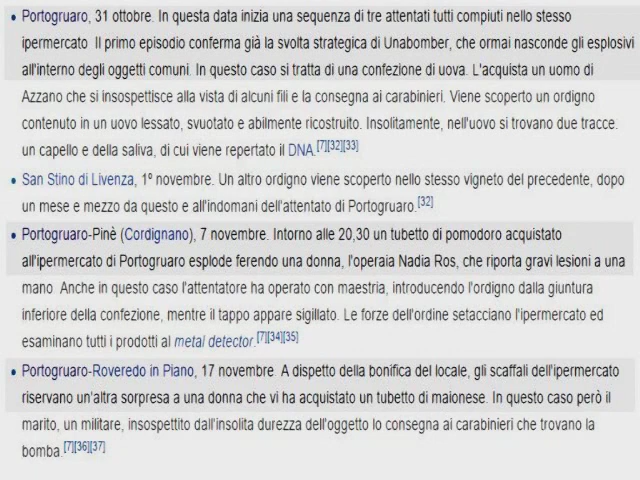 • Portogruaro, 31 ottobre. In questa data inizia una sequenza di tre attentati tutti compiuti nello stesso
ipermercato Il primo episodio conferma già la svolta strategica di Unabomber, che ormai nasconde gli esplosivi
all'interno degli oggetti comuni. In questo caso si tratta di una confezione di uova. L'acquista un uomo di
Azzano che si insospettisce alla vista di alcuni fili e la consegna ai carabinieri. Viene scoperto un ordigno
contenuto in un uovo lessato, svuotato e abilmente ricostruito. Insolitamente, nell'uovo si trovano due tracce:
un capello e della saliva, di cui viene repertato il DNA.[7][32][33]
• San Stino di Livenza, 1º novembre. Un altro ordigno viene scoperto nello stesso vigneto del precedente, dopo
un mese e mezzo da questo e all'indomani dell'attentato di Portogruaro.[32]
• Portogruaro-Pinè (Cordignano), 7 novembre. Intorno alle 20,30 un tubetto di pomodoro acquistato
all'ipermercato di Portogruaro esplode ferendo una donna, l'operaia Nadia Ros, che riporta gravi lesioni a una
mano Anche in questo caso l'attentatore ha operato con maestria, introducendo l'ordigno dalla giuntura
inferiore della confezione, mentre il tappo appare sigillato. Le forze dell'ordine setacciano l'ipermercato ed
esaminano tutti i prodotti al metal detector.[7][34][35]
• Portogruaro-Roveredo in Piano, 17 novembre. A dispetto della bonifica del locale, gli scaffali dell'ipermercato
riservano un'altra sorpresa a una donna che vi ha acquistato un tubetto di maionese. In questo caso però il
marito, un militare, insospettito dall'insolita durezza dell'oggetto lo consegna ai carabinieri che trovano la
bomba.[7][36][37]